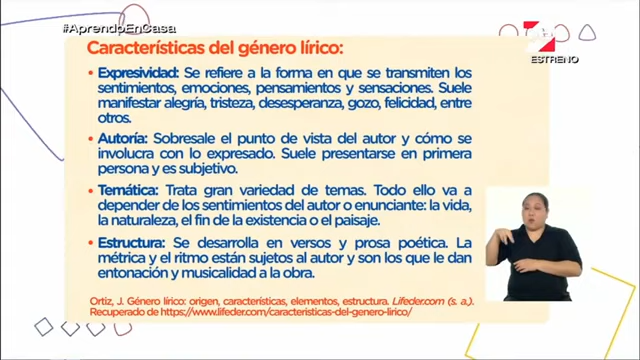 #AprendoEnCasa
ESTRENO
Características del género lírico:
• Expresividad: Se refiere a la forma en que se transmiten los
sentimientos, emociones, pensamientos y sensaciones. Suele
manifestar alegría, tristeza, desesperanza, gozo, felicidad, entre
otros.
• Autoría: Sobresale el punto de vista del autor y cómo se
involucra con lo expresado. Suele presentarse en primera
persona y es subjetivo.
• Temática: Trata gran variedad de temas. Todo ello va a
depender de los sentimientos del autor o enunciante: la vida,
la naturaleza, el fin de la existencia o el paisaje.
• Estructura: Se desarrolla en versos y prosa poética. La
métrica y el ritmo están sujetos al autor y son los que le dan
entonación y musicalidad a la obra.
Ortiz, J. Género lírico: origen, características, elementos, estructura. Lifeder.com (s. a.).
Recuperado de https://www.lifeder.com/caracteristicas-del-genero-lirico/